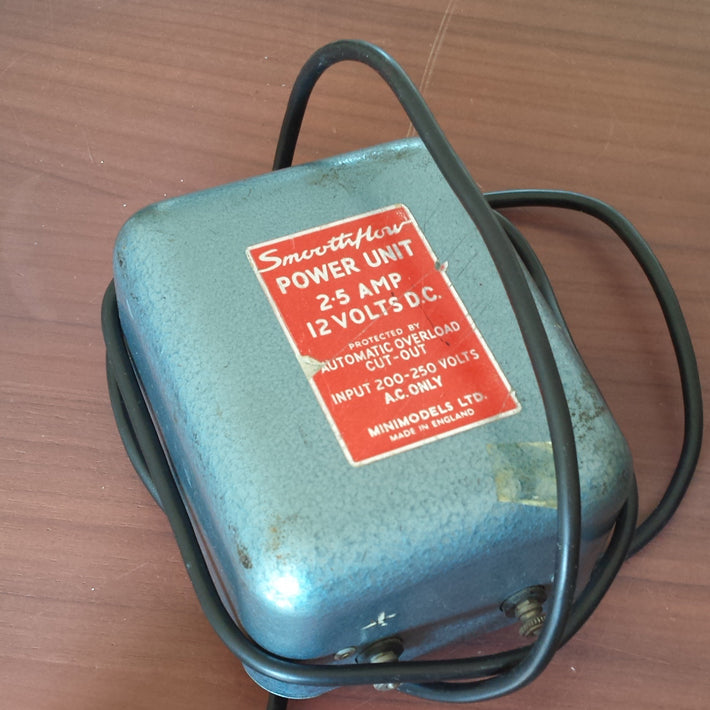 Smoothflow
POWER UNIT
2·5 AMP
12 VOLTS D.C.
PROTECTED BY
AUTOMATIC OVERLOAD
CUT-OUT
INPUT 200-250 VOLTS
A.C. ONLY
MINIMODELS LTD.
MADE IN ENGLAND